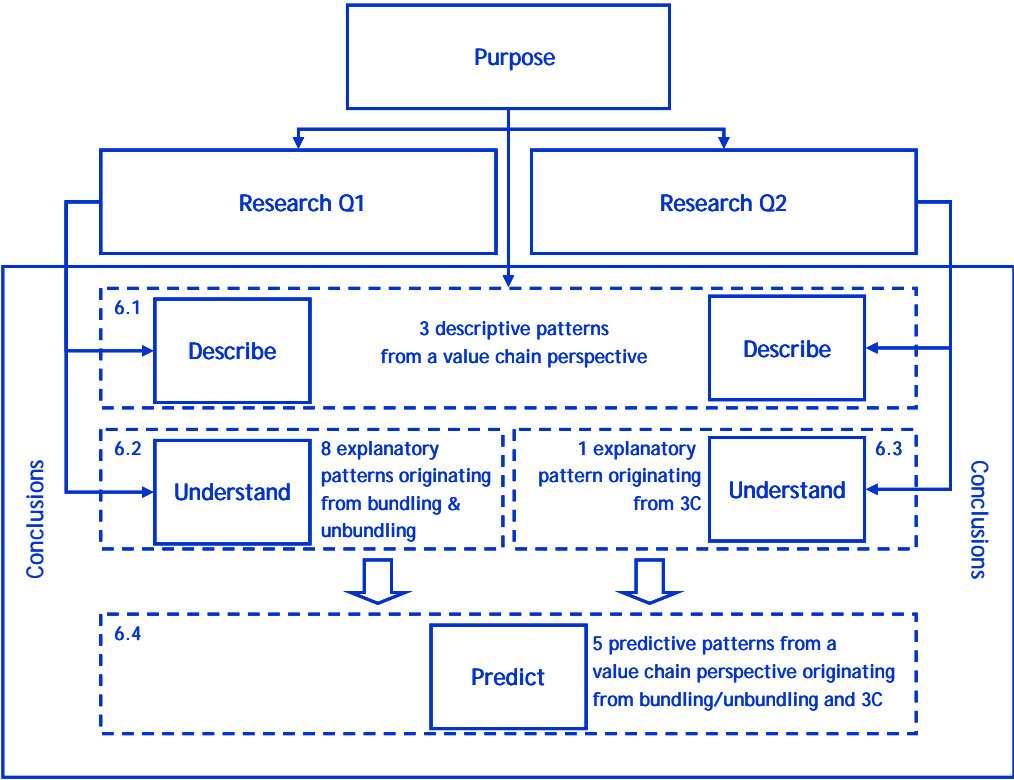 Purpose
Research Q1
Research Q2
6.1
Describe
3 descriptive patterns
from a value chain perspective
Describe
6.2
Understand
8 explanatory
patterns originating
from bundling &
unbundling
1 explanatory
pattern originating
from 3C
Understand
6.3
Conclusions
Conclusions
6.4
Predict
5 predictive patterns from a
value chain perspective originating
from bundling/unbundling and 3C